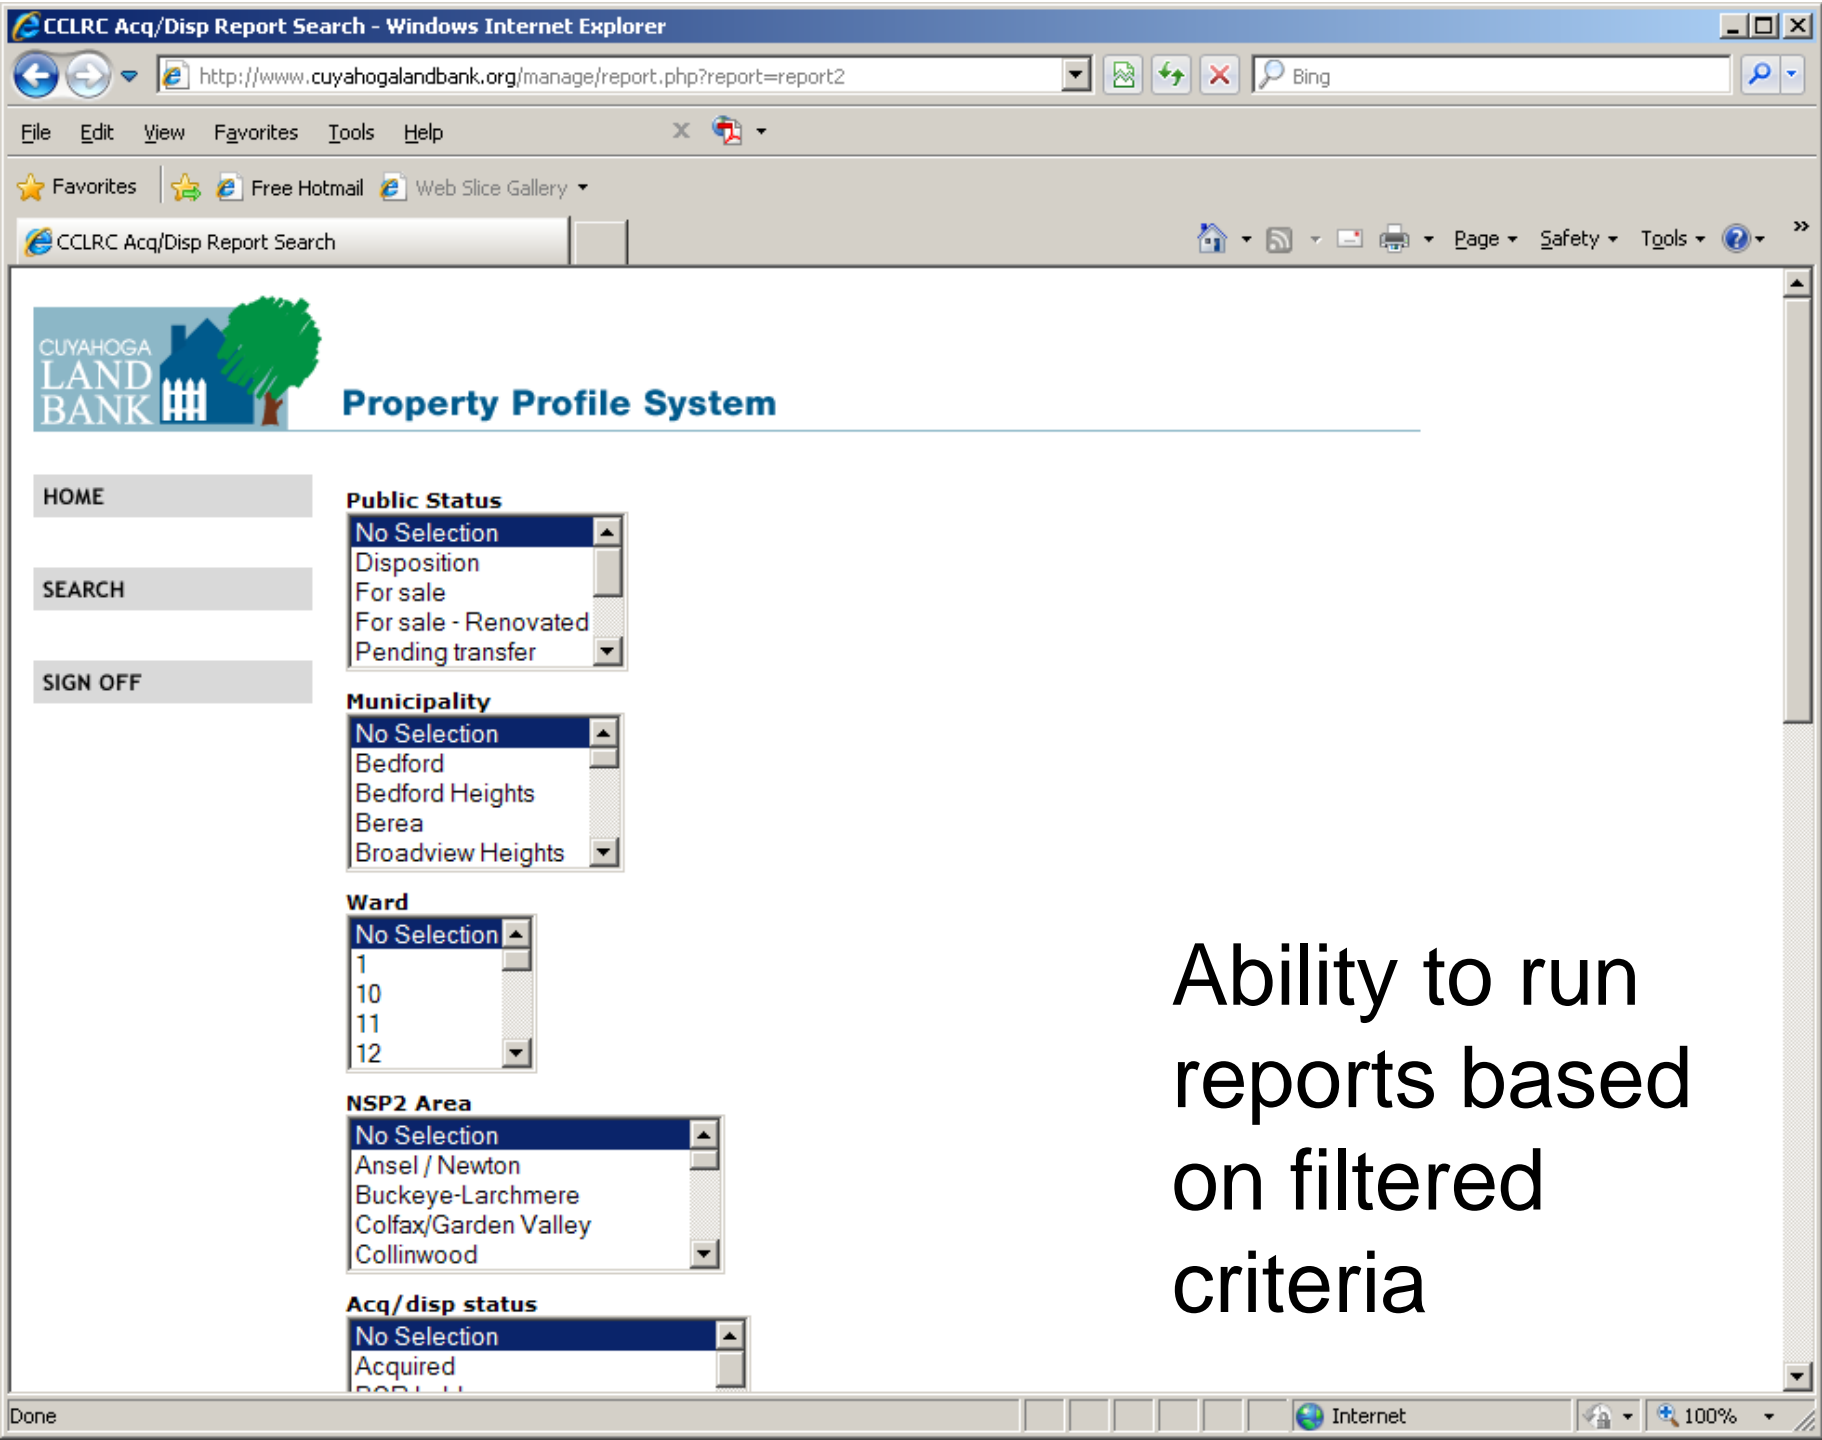 CCLRC Acq/Disp Report Search - Windows Internet Explorer
http://www.cuyahogalandbank.org/manage/report.php?report=report2
Bing
File Edit View Favorites Tools Help
Favorites Free Hotmail Web Slice Gallery
CCLRC Acq/Disp Report Search
Page Safety Tools
CUYAHOGA
LAND
BANK
Property Profile System
HOME
SEARCH
SIGN OFF
Public Status
No Selection
Disposition
For sale
For sale - Renovated
Pending transfer
Municipality
No Selection
Bedford
Bedford Heights
Berea
Broadview Heights
Ward
No Selection
1
10
11
12
NSP2 Area
No Selection
Ansel / Newton
Buckeye-Larchmere
Colfax/Garden Valley
Collinwood
Acq/disp status
No Selection
Acquired
Ability to run
reports based
on filtered
criteria
Done Internet 100%